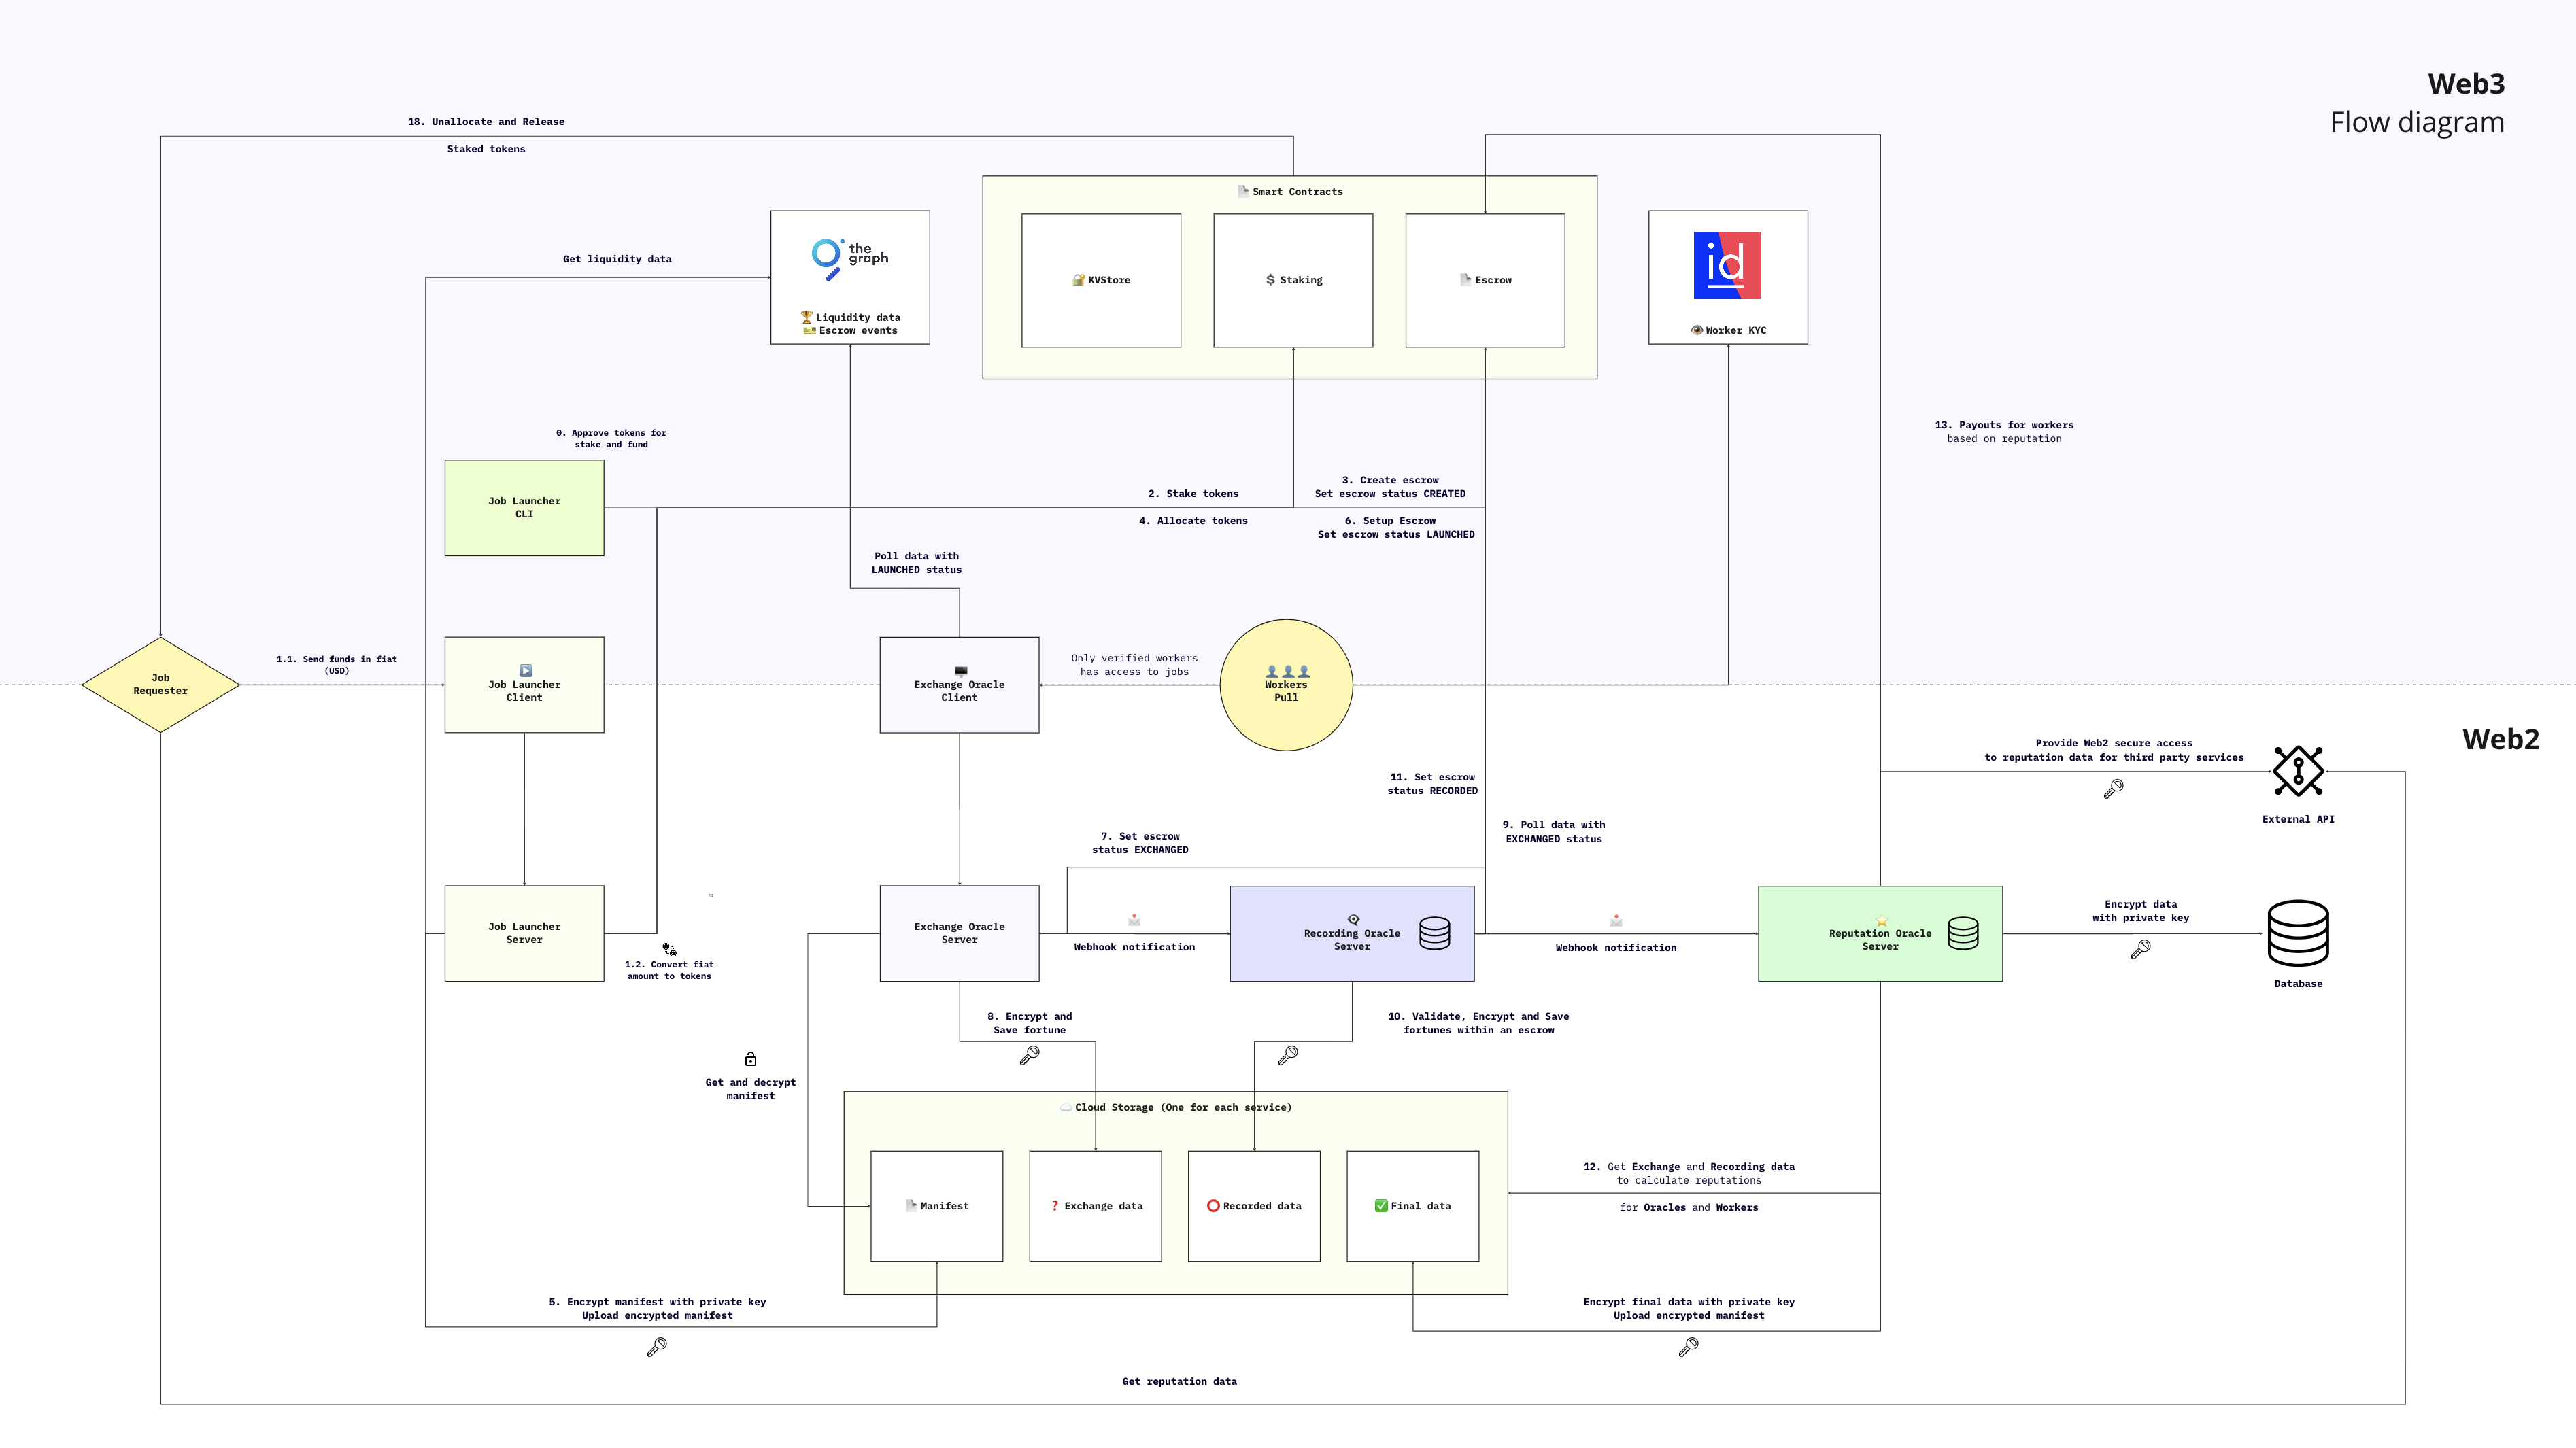 Web3
Flow diagram
18. Unallocate and Release
Staked tokens
Smart Contracts
the
graph
Liquidity data
Escrow events
KVStore
$ Staking
Escrow
id
Worker KYC
Get liquidity data
0. Approve tokens for
stake and fund
13. Payouts for workers
based on reputation
Job Launcher
CLI
2. Stake tokens
4. Allocate tokens
3. Create escrow
Set escrow status CREATED
6. Setup Escrow
Set escrow status LAUNCHED
Poll data with
LAUNCHED status
Job
Requester
1.1. Send funds in fiat
(USD)
Job Launcher
Client
Exchange Oracle
Client
Only verified workers
has access to jobs
Workers
Pull
Web2
Provide Web2 secure access
to reputation data for third party services
External API
11. Set escrow
status RECORDED
9. Poll data with
EXCHANGED status
7. Set escrow
status EXCHANGED
Job Launcher
Server
1.2. Convert fiat
amount to tokens
Exchange Oracle
Server
Webhook notification
Recording Oracle
Server
Webhook notification
Reputation Oracle
Server
Encrypt data
with private key
Database
8. Encrypt and
Save fortune
10. Validate, Encrypt and Save
fortunes within an escrow
Get and decrypt
manifest
Cloud Storage (One for each service)
Manifest
Exchange data
Recorded data
Final data
12. Get Exchange and Recording data
to calculate reputations
for Oracles and Workers
5. Encrypt manifest with private key
Upload encrypted manifest
Encrypt final data with private key
Upload encrypted manifest
Get reputation data